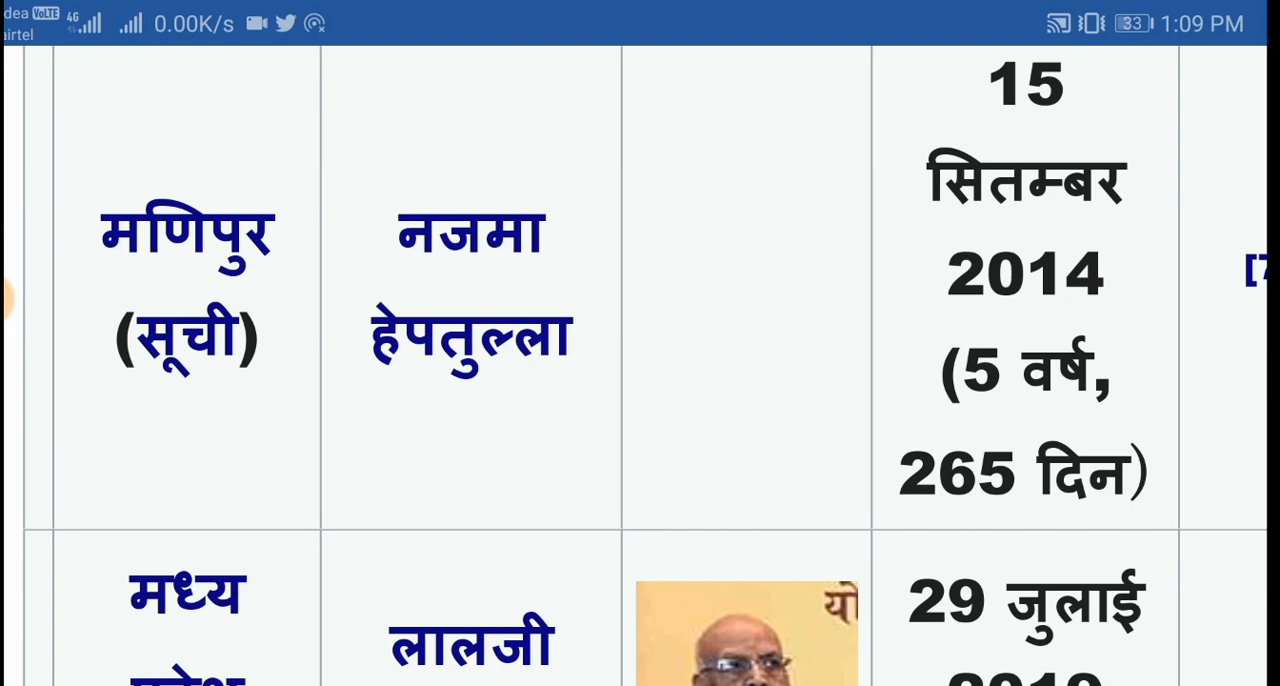 dea VoLTE 4G 0.00K/s 33 1:09 PM
airtel
मणिपुर
(सूची)
नजमा
हेपतुल्ला
15
सितम्बर
2014
(5 वर्ष,
265 दिन)
मध्य
लालजी
यो
29 जुलाई